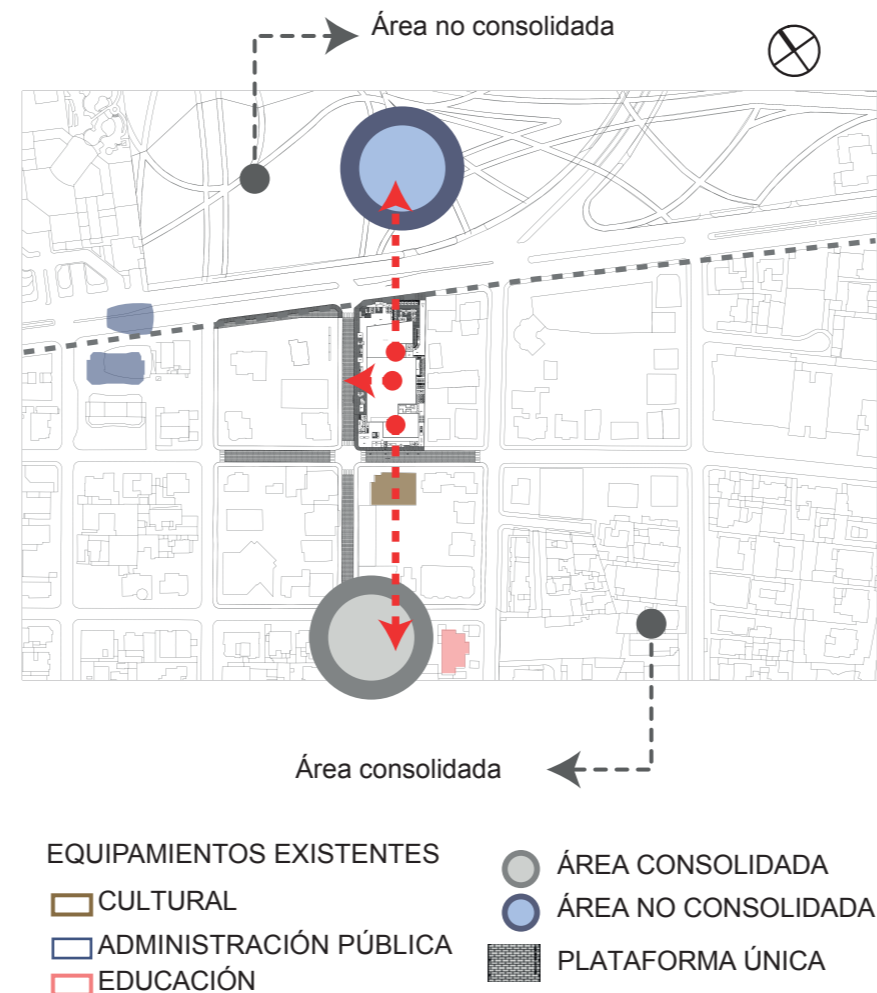 Área no consolidada
Área consolidada
EQUIPAMIENTOS EXISTENTES
CULTURAL
ADMINISTRACIÓN PÚBLICA
EDUCACIÓN
ÁREA CONSOLIDADA
ÁREA NO CONSOLIDADA
PLATAFORMA ÚNICA